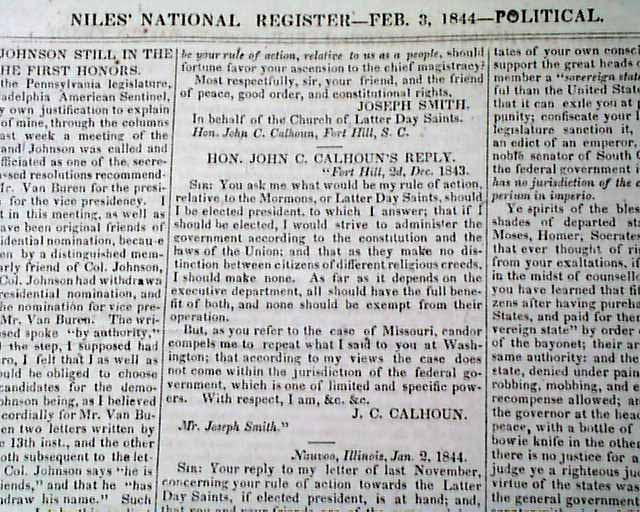 NILES' NATIONAL REGISTER—FEB. 3, 1844—POLITICAL.
JOHNSON STILL IN THE
HE FIRST HONORS.
the Pennsylvania legislature,
adelphia American Sentinel,
y own justification to explain
of mine, through the columns
ast week a meeting of the
and Johnson was called and
fficiated as one of the secre-
ssed resolutions recommend-
Mr. Van Buren for the presi-
for the vice presidency. I
t in this meeting, as well as
ave been original friends of
idential nomination, because
en by a distinguished mem-
arly friend of Col. Johnson,
Col. Johnson had withdrawn
residential nomination, and
he nomination for vice pre-
Mr. Van Buren. The wri-
sed spoke "by authority,"
d the step, I supposed had
ro, I felt that I as well as
uld be obliged to choose
candidates for the demo-
ohnson being, as I believed
cordially for Mr. Van Bu-
en two letters written by
e 13th inst., and the other
oth subsequent to the let-
Col. Johnson says "he is
iends," and that he "has
hdraw his name." Such
be your rule of action, relative to us as a people, should
fortune favor your ascension to the chief magistracy?
Most respectfully, sir, your friend, and the friend
of peace, good order, and constitutional rights,
JOSEPH SMITH.
In behalf of the Church of Latter Day Saints.
Hon. John C. Calhoun, Fort Hill, S. C.
HON. JOHN C. CALHOUN'S REPLY.
"Fort Hill, 2d, Dec. 1843.
SIR: You ask me what would be my rule of action,
relative to the Mormons, or Latter Day Saints, should
I be elected president, to which I answer; that if I
should be elected, I would strive to administer the
government according to the constitution and the
laws of the Union; and that as they make no dis-
tinction between citizens of different religious creeds,
I should make none. As far as it depends on the
executive department, all should have the full bene-
fit of both, and none should be exempt from their
operation.
But, as you refer to the case of Missouri, candor
compels me to repeat what I said to you at Wash-
ington; that according to my views the case does
not come within the jurisdiction of the federal go-
vernment, which is one of limited and specific pow-
ers. With respect, I am, &c. &c.
J. C. CALHOUN.
Mr. Joseph Smith."
Nauvoo, Illinois, Jan. 2, 1844.
SIR: Your reply to my letter of last November,
concerning your rule of action towards the Latter
Day Saints, if elected president, is at hand; and,
tates of your own consc
support the great heads o
member a "sovereign stat
ful than the United State
that it can exile you at p
punity; confiscate your l
legislature sanction it,
an edict of an emperor,
noble senator of South C
the federal government i
has no jurisdiction of the c
perium in imperio.
Ye spirits of the bles
shades of departed sta
Moses, Homer, Socrates
that ever thought of ri
from your exaltations, if
in the midst of counsello
you have learned that fif
zens after having purcha
States, and paid for them
vereign state" by order o
of the bayonet; their ar
same authority: and the
state, denied under pain
robbing, mobbing, and e
recompense allowed; an
the governor at the head
peace, with a bottle of
bowie knife in the other
there is no justice for a
judge ye a righteous ju
virtue of the states was
the general government